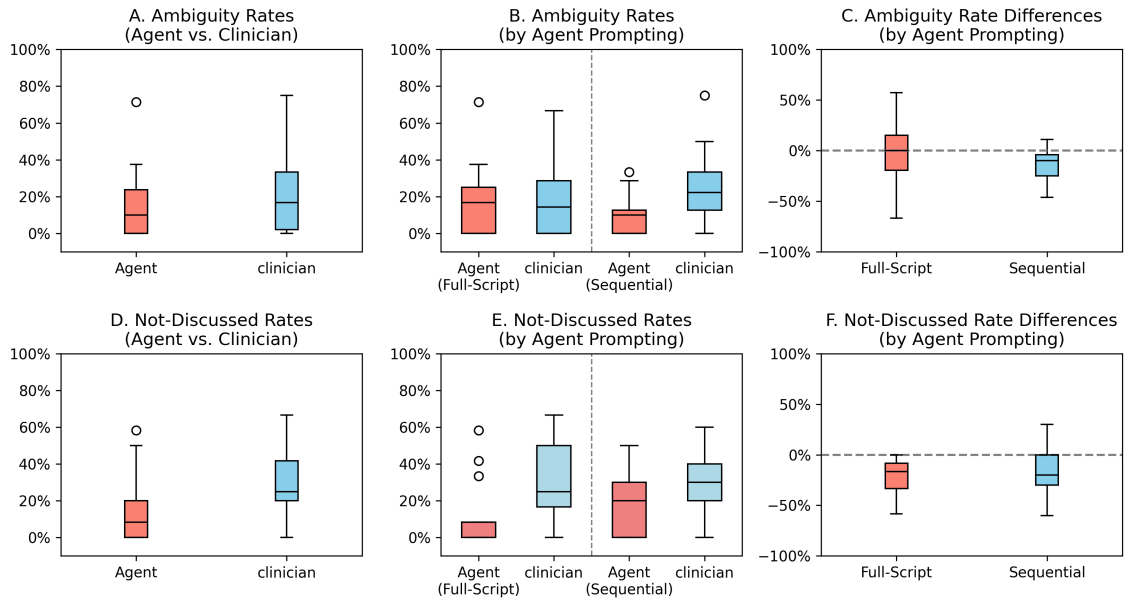 A. Ambiguity Rates
(Agent vs. Clinician)
100%
80%
60%
40%
20%
0%
Agent
clinician
B. Ambiguity Rates
(by Agent Prompting)
100%
80%
60%
40%
20%
0%
Agent
(Full-Script)
clinician
Agent
(Sequential)
clinician
C. Ambiguity Rate Differences
(by Agent Prompting)
100%
50%
0%
−50%
−100%
Full-Script
Sequential
D. Not-Discussed Rates
(Agent vs. Clinician)
100%
80%
60%
40%
20%
0%
Agent
clinician
E. Not-Discussed Rates
(by Agent Prompting)
100%
80%
60%
40%
20%
0%
Agent
(Full-Script)
clinician
Agent
(Sequential)
clinician
F. Not-Discussed Rate Differences
(by Agent Prompting)
100%
50%
0%
−50%
−100%
Full-Script
Sequential